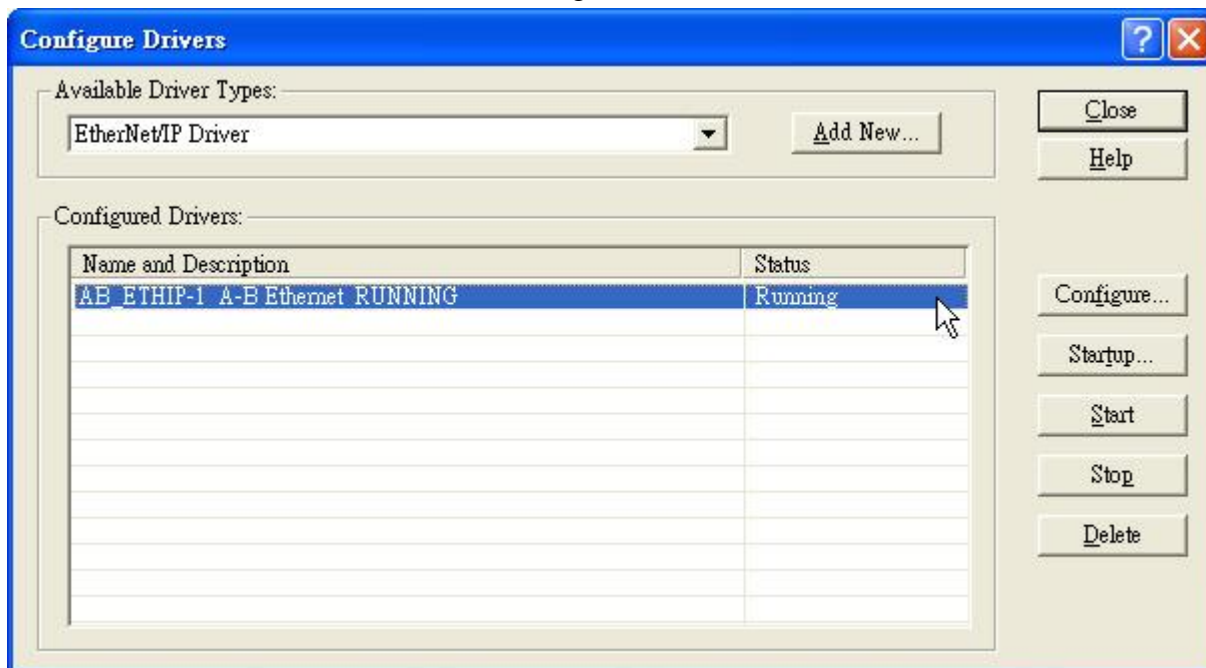 Configure Drivers
Available Driver Types:
EtherNet/IP Driver
Add New...
Close
Help
Configured Drivers:
Name and Description Status
AB_ETHIP-1 A-B Ethernet RUNNING Running
Configure...
Startup...
Start
Stop
Delete